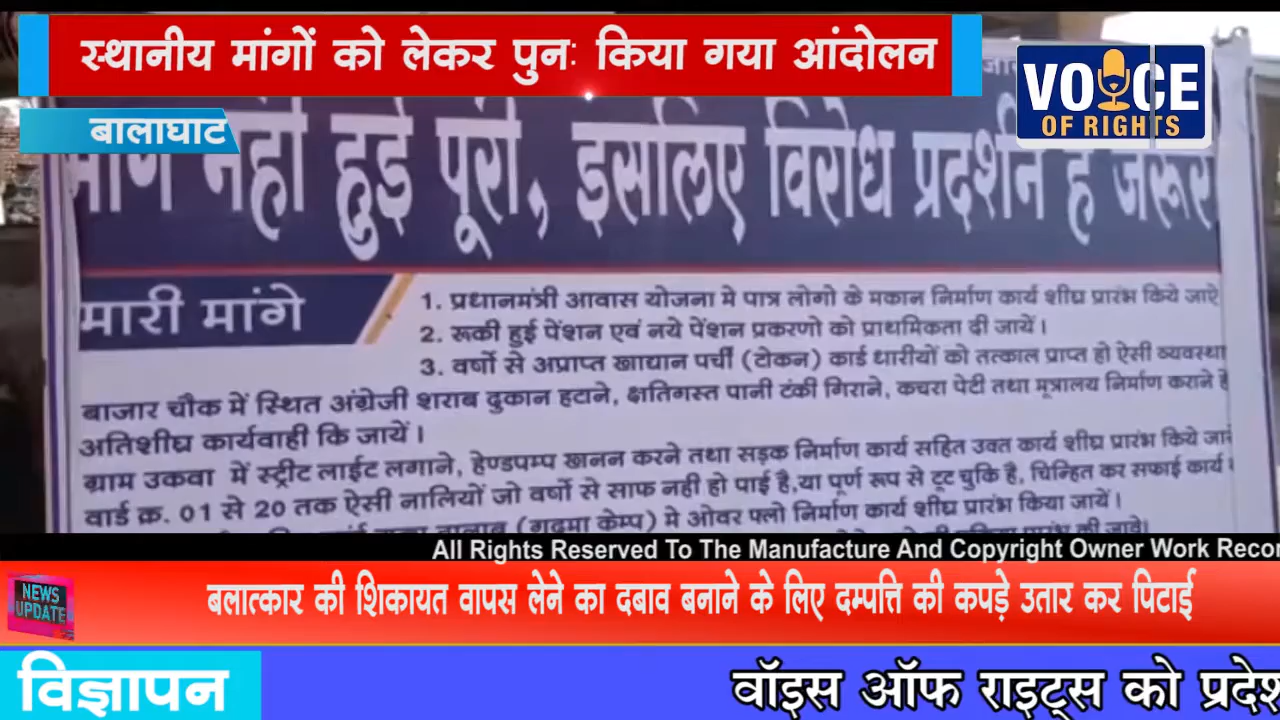 स्थानीय मांगों को लेकर पुनः किया गया आंदोलन
VOICE
OF RIGHTS
बालाघाट
नही हुई पूरी, इसलिए विरोध प्रदर्शन है
मारी मांगे
1. प्रधानमंत्री आवास योजना मे पात्र लोगो के मकान निर्माण कार्य शीघ्र प्रारंभ किये जाऐ
2. रूकी हुई पेंशन एवं नये पेंशन प्रकरणो को प्राथमिकता दी जायें।
3. वर्षो से अप्राप्त खाद्यान पर्ची (टोकन) कार्ड धारीयों को तत्काल प्राप्त हो ऐसी व्यवस्था
बाजार चौक में स्थित अंग्रेजी शराब दुकान हटाने, क्षतिगस्त पानी टंकी गिराने, कचरा पेटी तथा मूत्रालय निर्माण कराने
अतिशीघ्र कार्यवाही कि जायें।
ग्राम उकवा में स्ट्रीट लाईट लगाने, हेण्डपम्प खानन करने तथा सड़क निर्माण कार्य सहित उक्त कार्य शीघ्र प्रारंभ किये
वार्ड क्र. 01 से 20 तक ऐसी नालियों जो वर्षो से साफ नही हो पाई है,या पूर्ण रूप से टूट चुकि है, चिन्हित कर सफाई कार्य
मे ओवर फ्लो निर्माण कार्य शीघ्र प्रारंभ किया जायें।
All Rights Reserved To The Manufacture And Copyright Owner Work Recor
NEWS
UPDATE
बलात्कार की शिकायत वापस लेने का दबाव बनाने के लिए दम्पत्ति की कपड़े उतार कर पिटाई
विज्ञापन
वॉइस ऑफ राइट्स को प्रदेश